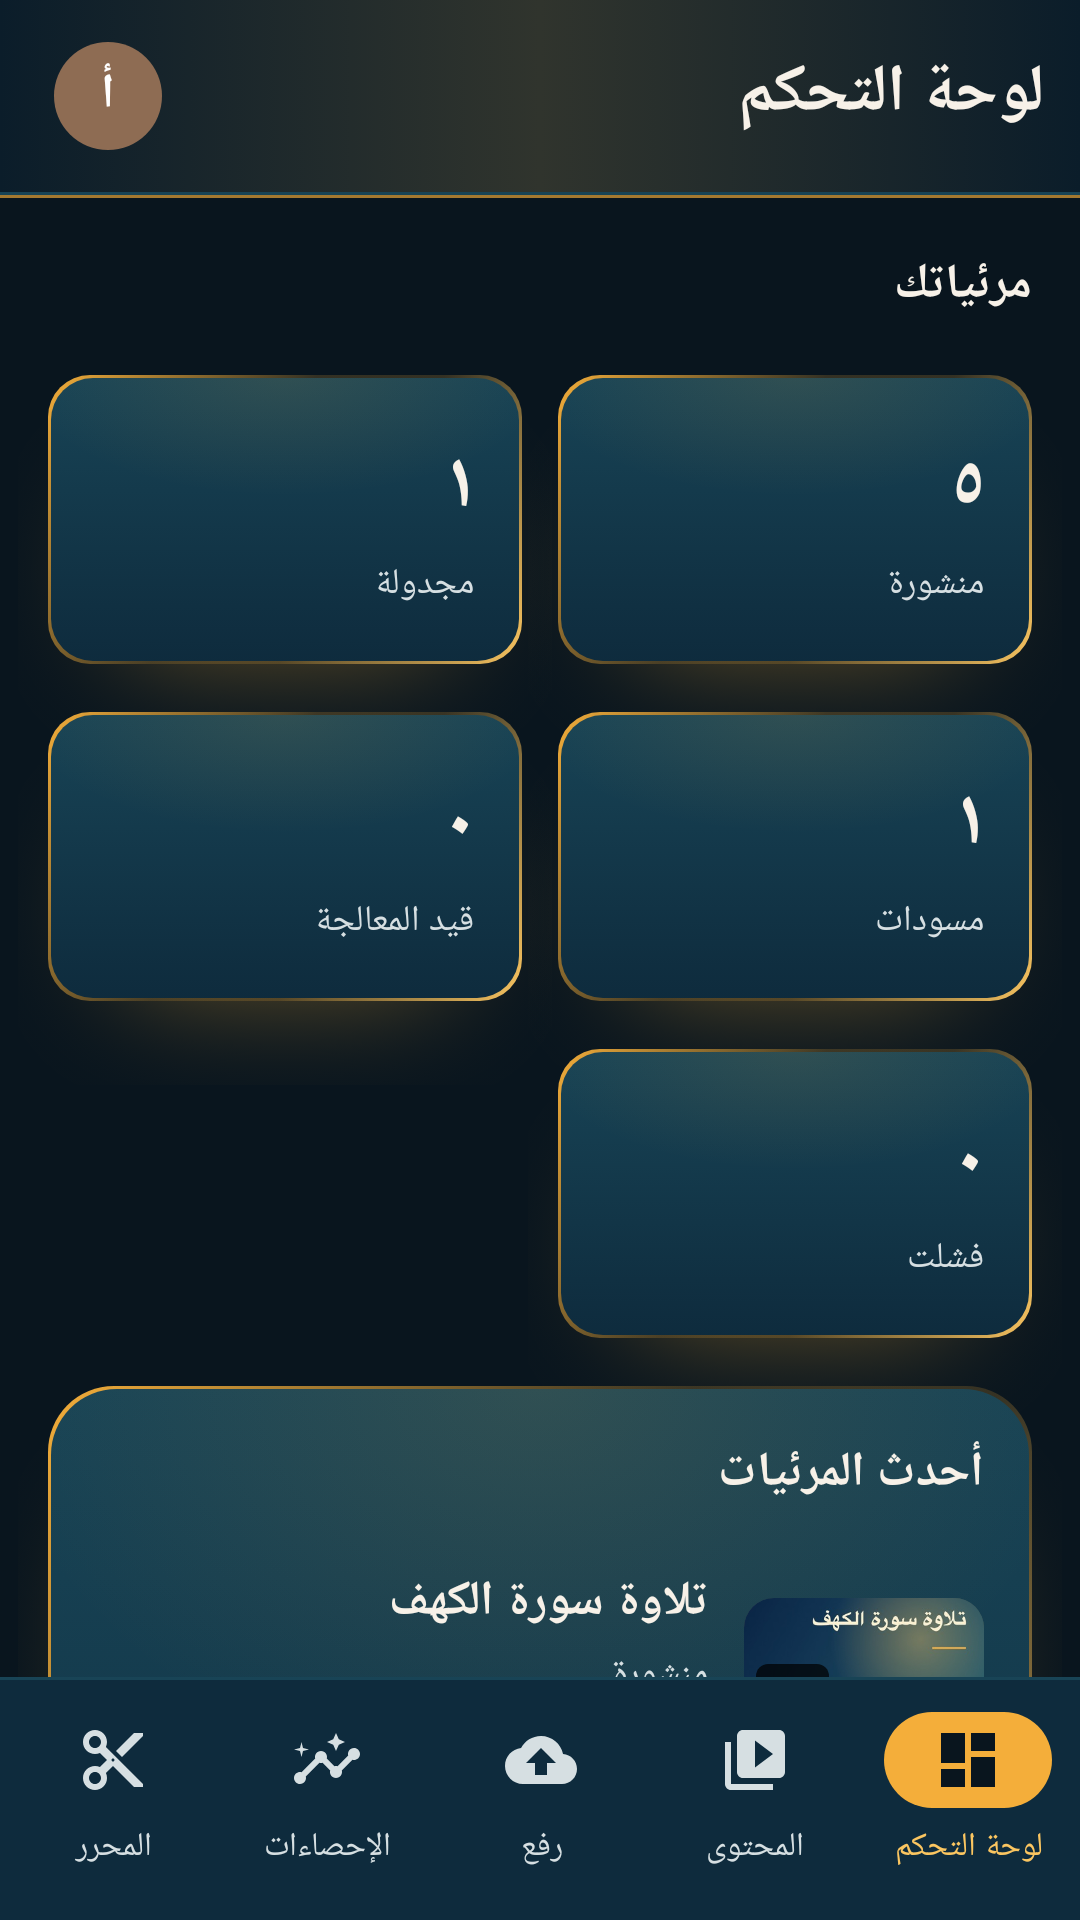 لوحة التحكم
أ
مرئياتك
٥
منشورة
١
مجدولة
١
مسودات
٠
قيد المعالجة
٠
فشلت
أحدث المرئيات
تلاوة سورة الكهف
تلاوة سورة الكهف
منشورة
لوحة التحكم
المحتوى
رفع
الإحصاءات
المحرر